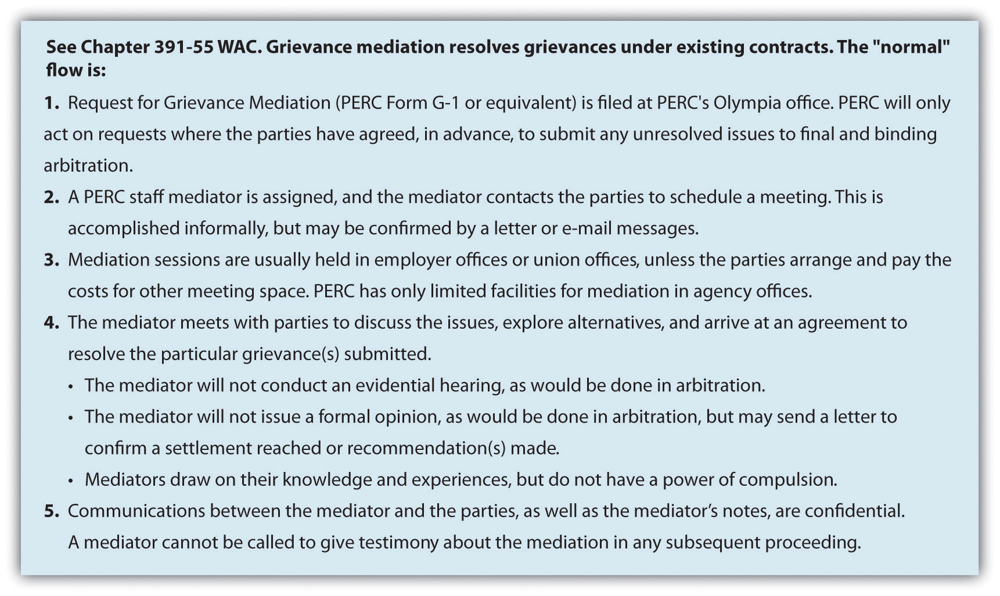 See Chapter 391-55 WAC. Grievance mediation resolves grievances under existing contracts. The "normal"
flow is:
1. Request for Grievance Mediation (PERC Form G-1 or equivalent) is filed at PERC's Olympia office. PERC will only
act on requests where the parties have agreed, in advance, to submit any unresolved issues to final and binding
arbitration.
2. A PERC staff mediator is assigned, and the mediator contacts the parties to schedule a meeting. This is
accomplished informally, but may be confirmed by a letter or e-mail messages.
3. Mediation sessions are usually held in employer offices or union offices, unless the parties arrange and pay the
costs for other meeting space. PERC has only limited facilities for mediation in agency offices.
4. The mediator meets with parties to discuss the issues, explore alternatives, and arrive at an agreement to
resolve the particular grievance(s) submitted.
• The mediator will not conduct an evidential hearing, as would be done in arbitration.
• The mediator will not issue a formal opinion, as would be done in arbitration, but may send a letter to
confirm a settlement reached or recommendation(s) made.
• Mediators draw on their knowledge and experiences, but do not have a power of compulsion.
5. Communications between the mediator and the parties, as well as the mediator’s notes, are confidential.
A mediator cannot be called to give testimony about the mediation in any subsequent proceeding.